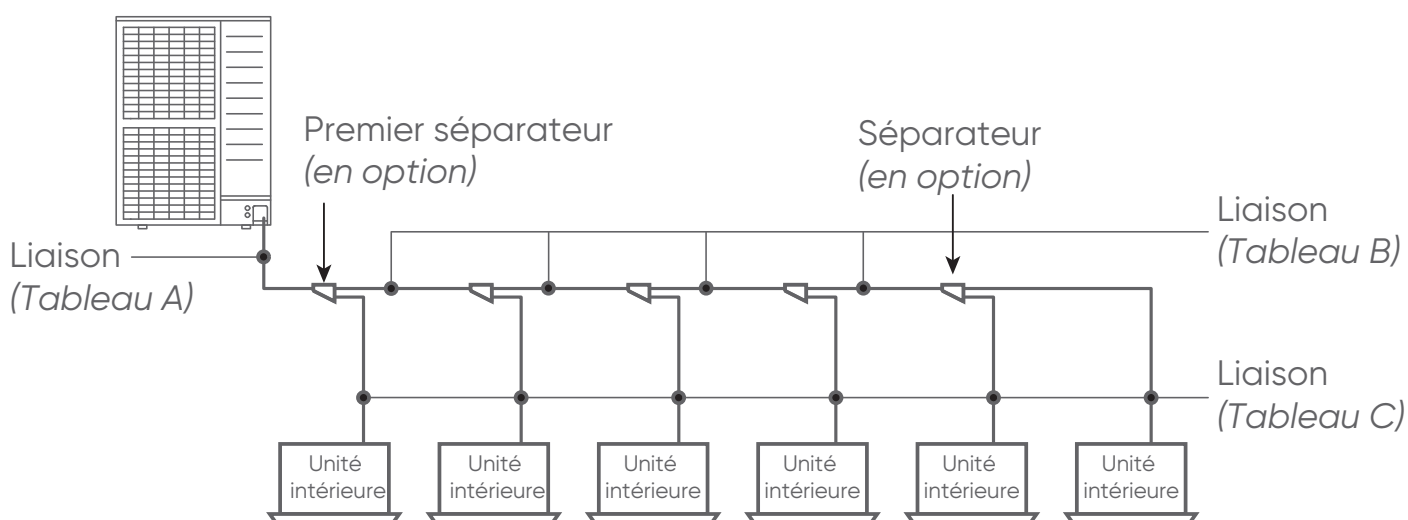 Premier séparateur
(en option)
Séparateur
(en option)
Liaison
(Tableau B)
Liaison
(Tableau A)
Liaison
(Tableau C)
Unité
intérieure
Unité
intérieure
Unité
intérieure
Unité
intérieure
Unité
intérieure
Unité
intérieure